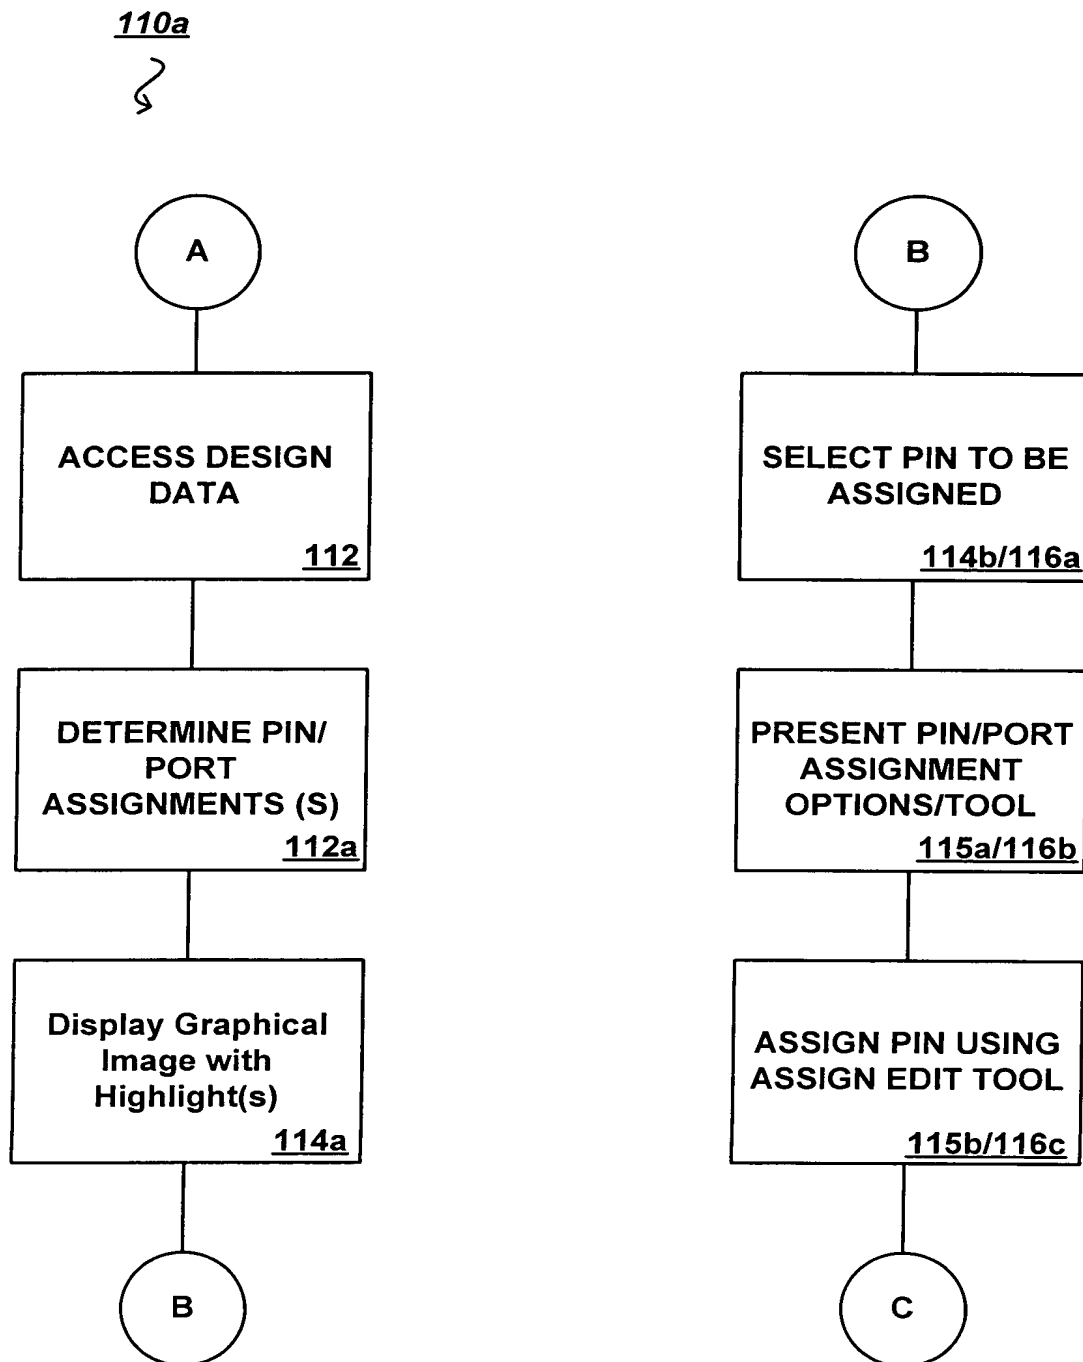 110a
A
ACCESS DESIGN
DATA
112
DETERMINE PIN/
PORT
ASSIGNMENTS (S)
112a
Display Graphical
Image with
Highlight(s)
114a
B
B
SELECT PIN TO BE
ASSIGNED
114b/116a
PRESENT PIN/PORT
ASSIGNMENT
OPTIONS/TOOL
115a/116b
ASSIGN PIN USING
ASSIGN EDIT TOOL
115b/116c
C